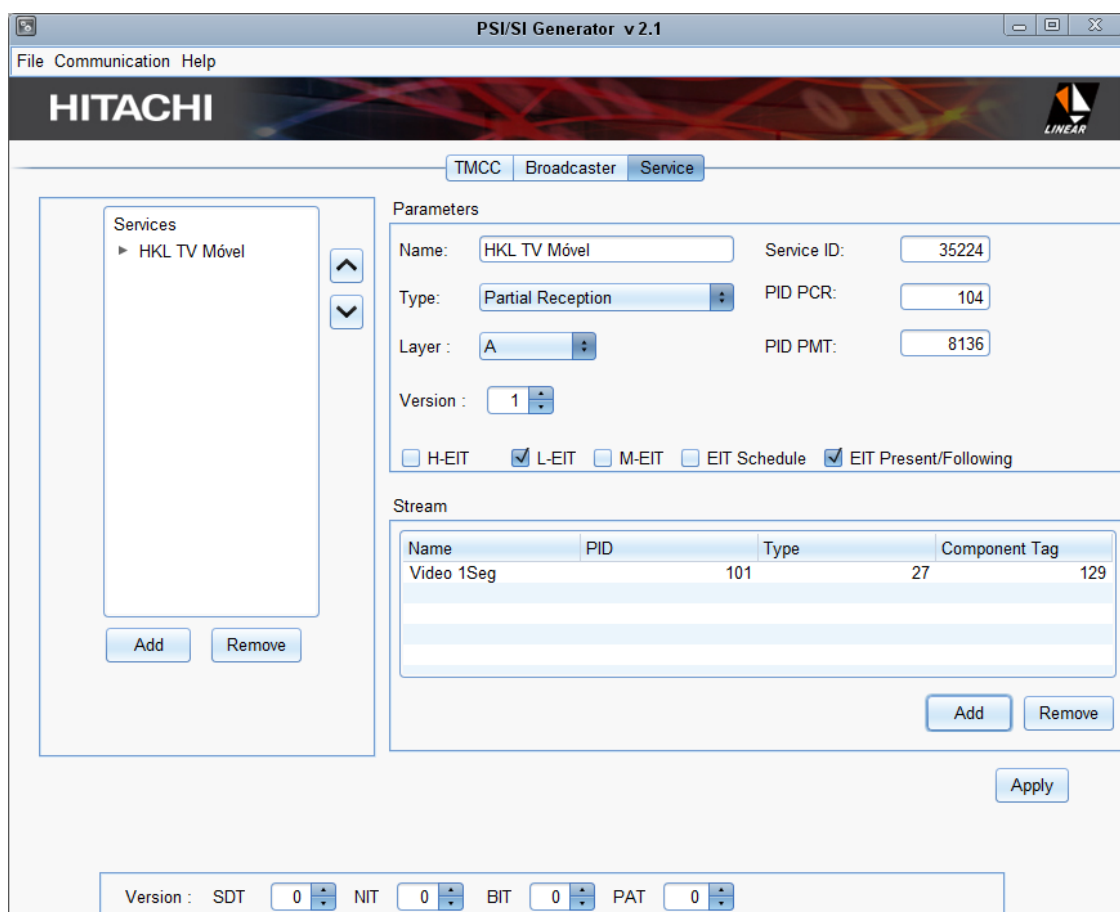 PSI/SI Generator v 2.1
File Communication Help
HITACHI
LINEAR
TMCC Broadcaster Service
Services
HKL TV Móvel
Add Remove
Parameters
Name: HKL TV Móvel Service ID: 35224
Type: Partial Reception PID PCR: 104
Layer : A PID PMT: 8136
Version : 1
H-EIT L-EIT M-EIT EIT Schedule EIT Present/Following
Stream
Name PID Type Component Tag
Video 1Seg 101 27 129
Add Remove
Apply
Version : SDT 0 NIT 0 BIT 0 PAT 0